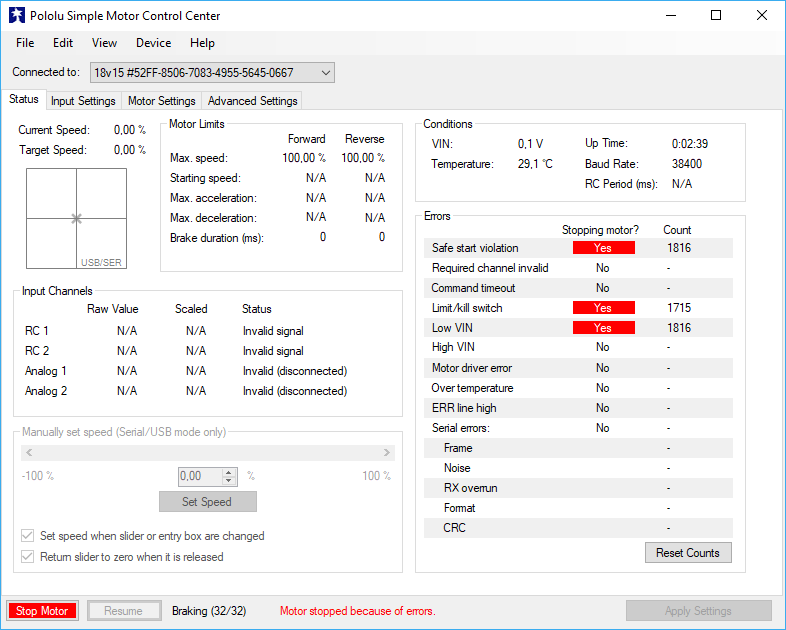 Pololu Simple Motor Control Center
File Edit View Device Help
Connected to: 18v15 #52FF-8506-7083-4955-5645-0667
Status Input Settings Motor Settings Advanced Settings
Current Speed: 0,00 %
Target Speed: 0,00 %
USB/SER
Motor Limits
Forward Reverse
Max. speed: 100,00 % 100,00 %
Starting speed: N/A N/A
Max. acceleration: N/A N/A
Max. deceleration: N/A N/A
Brake duration (ms): 0 0
Input Channels
Raw Value Scaled Status
RC 1 N/A N/A Invalid signal
RC 2 N/A N/A Invalid signal
Analog 1 N/A N/A Invalid (disconnected)
Analog 2 N/A N/A Invalid (disconnected)
Manually set speed (Serial/USB mode only)
-100 % 0,00 % 100 %
Set Speed
Set speed when slider or entry box are changed
Return slider to zero when it is released
Conditions
VIN: 0,1 V Up Time: 0:02:39
Temperature: 29,1 °C Baud Rate: 38400
RC Period (ms): N/A
Errors
Stopping motor? Count
Safe start violation Yes 1816
Required channel invalid No -
Command timeout No -
Limit/kill switch Yes 1715
Low VIN Yes 1816
High VIN No -
Motor driver error No -
Over temperature No -
ERR line high No -
Serial errors: No -
Frame -
Noise -
RX overrun -
Format -
CRC -
Reset Counts
Stop Motor Resume Braking (32/32) Motor stopped because of errors. Apply Settings